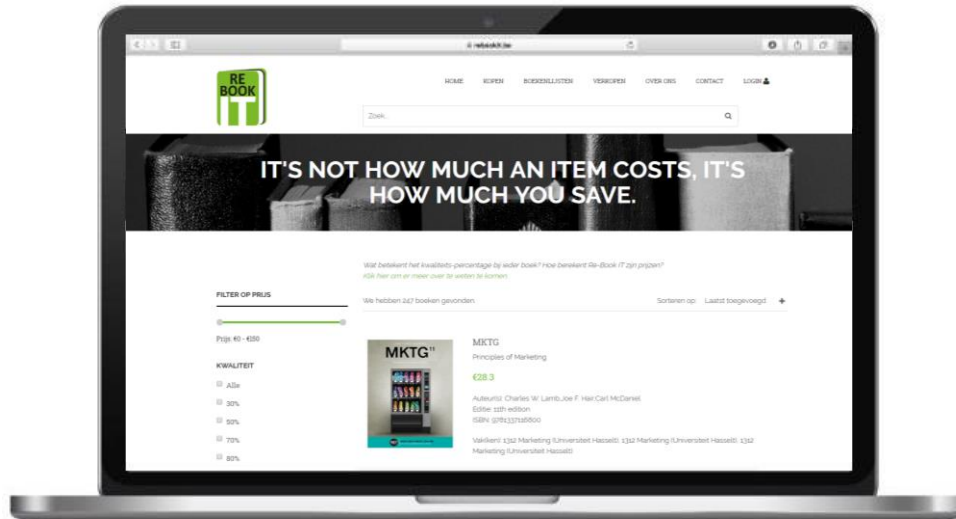 rebookit.be
RE
BOOK
IT
HOME KOPEN BOEKENLIJSTEN VERKOPEN OVER ONS CONTACT LOGIN
Zoek...
IT'S NOT HOW MUCH AN ITEM COSTS, IT'S
HOW MUCH YOU SAVE.
Wat betekent het kwaliteits-percentage bij ieder boek? Hoe berekent Re-Book IT zijn prijzen?
Klik hier om er meer over te weten te komen.
FILTER OP PRIJS
We hebben 247 boeken gevonden.
Sorteren op: Laatst toegevoegd +
Prijs: €0 - €150
KWALITEIT
Alle
30%
50%
70%
80%
MKTG 11
MKTG
Principles of Marketing
€28.3
Auteur(s): Charles W. Lamb,Joe F. Hair,Carl McDaniel
Editie: 11th edition
ISBN: 9781337116800
Vak(ken): 1312 Marketing (Universiteit Hasselt), 1312 Marketing (Universiteit Hasselt), 1312
Marketing (Universiteit Hasselt)